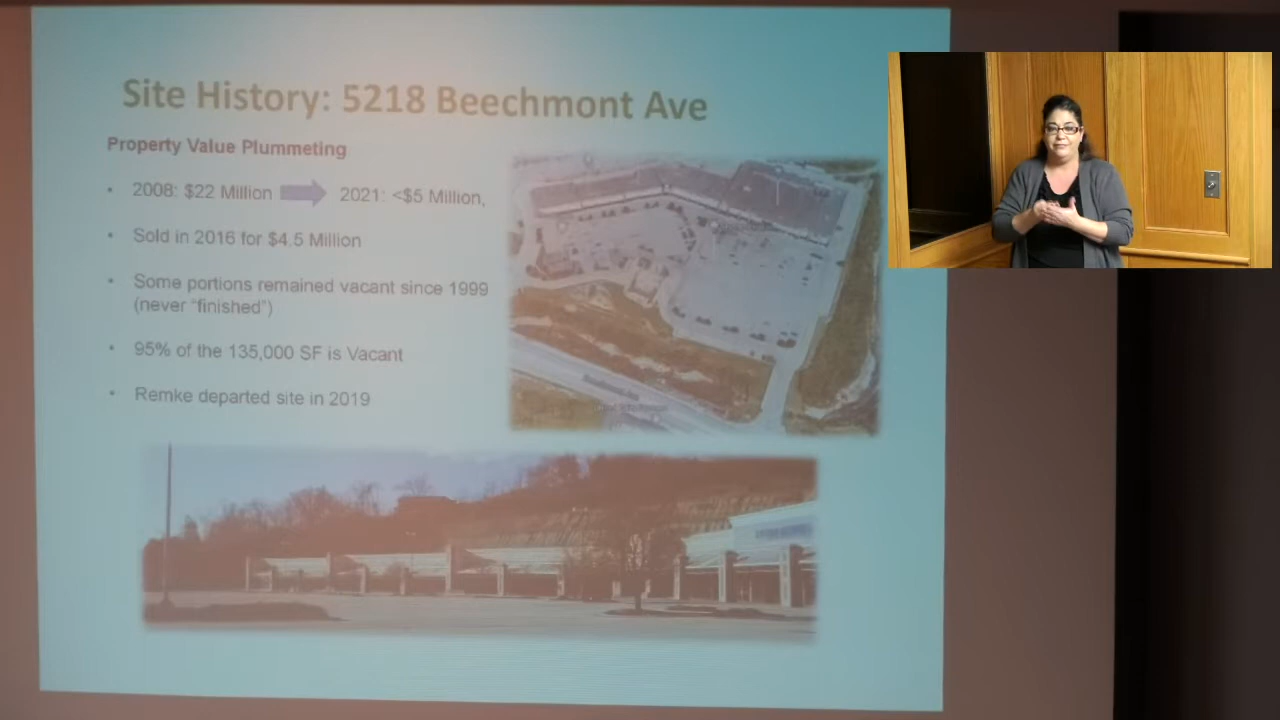 Site History: 5218 Beechmont Ave
Property Value Plummeting
• 2008: $22 Million 2021: <$5 Million,
• Sold in 2016 for $4.5 Million
• Some portions remained vacant since 1999
(never “finished”)
• 95% of the 135,000 SF is Vacant
• Remke departed site in 2019